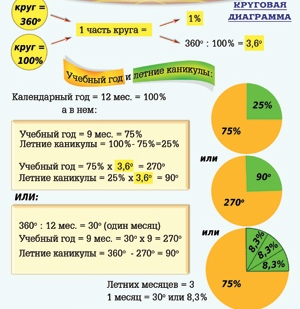 КРУГОВАЯ
ДИАГРАММА
круг =
360°
1%
1 часть круга =
360° : 100% = 3,6°
круг =
100%
Учебный год и летние каникулы:
Календарный год = 12 мес. = 100%
а в нем:
Учебный год = 9 мес. = 75%
Летние каникулы = 100%- 75%=25%
Учебный год = 75% x 3,6° = 270°
Летние каникулы = 25% x 3,6° = 90°
25%
75%
или
90°
270°
ИЛИ:
360° : 12 мес. = 30° (один месяц)
Учебный год = 9 мес. = 30° x 9 = 270°
Летние каникулы = 360° - 270° = 90°
или
8,3%
8,3%
8,3%
75%
Летних месяцев = 3
1 месяц = 30° или 8,3%